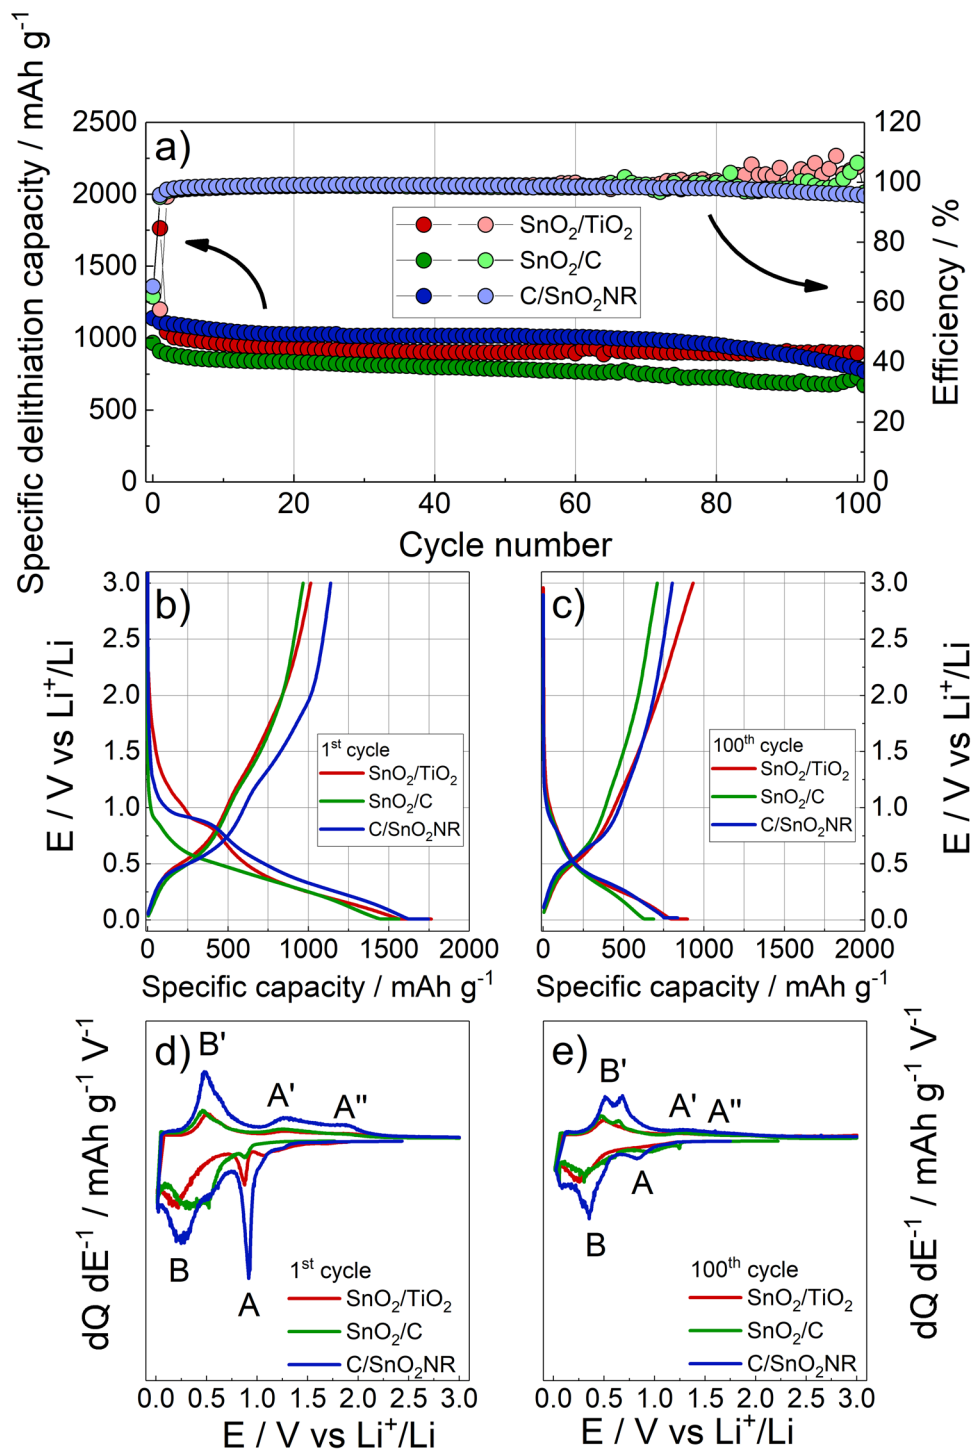 Specific delithiation capacity / mAh g⁻¹
2500
2000
1500
1000
500
0
a)
SnO₂/TiO₂
SnO₂/C
C/SnO₂NR
120
100
80
60
40
20
0
Efficiency / %
0 20 40 60 80 100
Cycle number
E / V vs Li⁺/Li
3.0
2.5
2.0
1.5
1.0
0.5
0.0
b)
1ˢᵗ cycle
SnO₂/TiO₂
SnO₂/C
C/SnO₂NR
0 500 1000 1500 2000
Specific capacity / mAh g⁻¹
c)
100ᵗʰ cycle
SnO₂/TiO₂
SnO₂/C
C/SnO₂NR
3.0
2.5
2.0
1.5
1.0
0.5
0.0
E / V vs Li⁺/Li
0 500 1000 1500 2000
Specific capacity / mAh g⁻¹
dQ dE⁻¹ / mAh g⁻¹ V⁻¹
d)
B'
A'
A"
B
A
1ˢᵗ cycle
SnO₂/TiO₂
SnO₂/C
C/SnO₂NR
0.0 0.5 1.0 1.5 2.0 2.5 3.0
E / V vs Li⁺/Li
e)
B'
A'
A"
A
B
100ᵗʰ cycle
SnO₂/TiO₂
SnO₂/C
C/SnO₂NR
0.0 0.5 1.0 1.5 2.0 2.5 3.0
E / V vs Li⁺/Li
dQ dE⁻¹ / mAh g⁻¹ V⁻¹